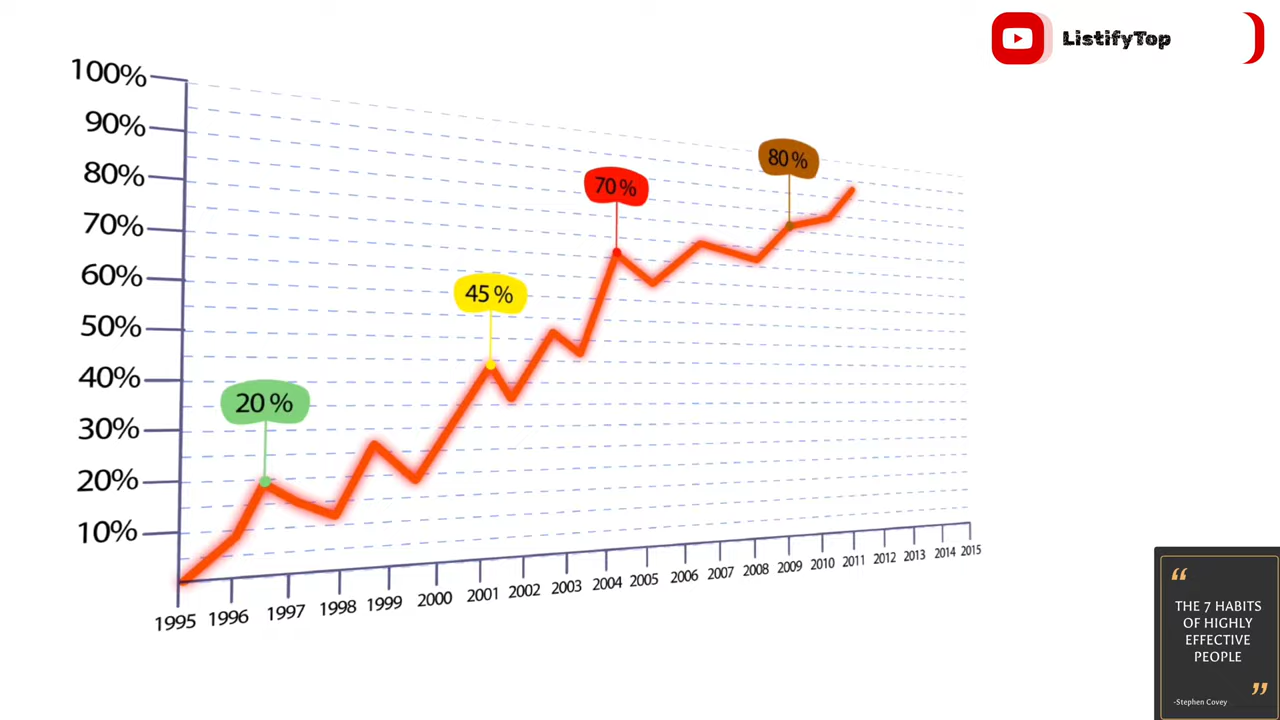 ListifyTop
100%
90%
80%
70%
60%
50%
40%
30%
20%
10%
20 %
45 %
70 %
80 %
1995 1996 1997 1998 1999 2000 2001 2002 2003 2004 2005 2006 2007 2008 2009 2010 2011 2012 2013 2014 2015
“
THE 7 HABITS
OF HIGHLY
EFFECTIVE
PEOPLE
”
-Stephen Covey